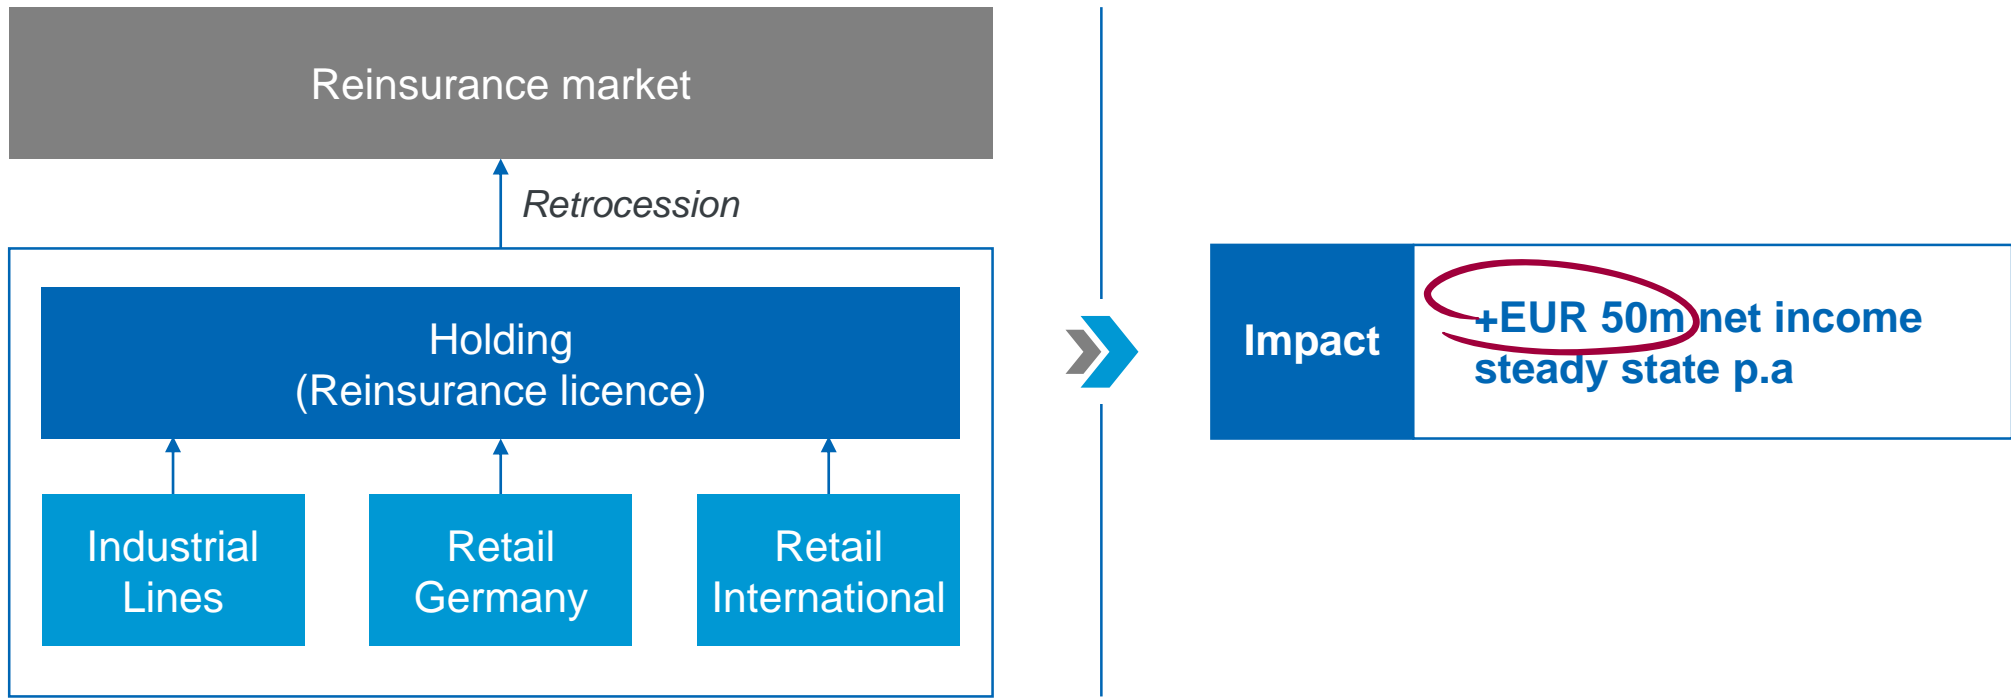 Reinsurance market
Retrocession
Holding
(Reinsurance licence)
Industrial
Lines
Retail
Germany
Retail
International
Impact
+EUR 50m net income
steady state p.a